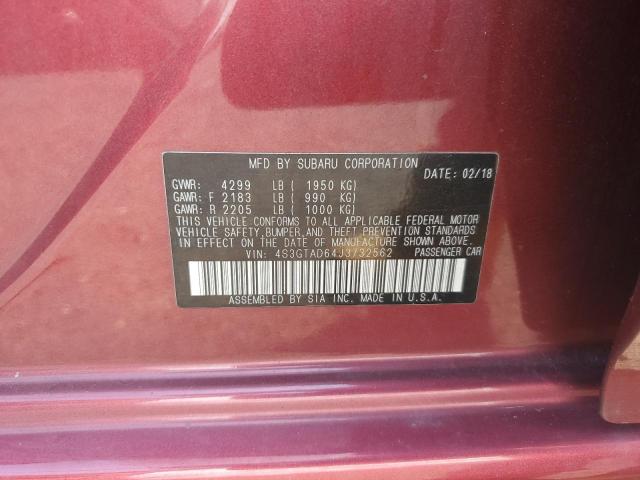 MFD BY SUBARU CORPORATION
DATE: 02/18
GVWR: 4299 LB ( 1950 KG)
GAWR: F 2183 LB ( 990 KG)
GAWR: R 2205 LB ( 1000 KG)
THIS VEHICLE CONFORMS TO ALL APPLICABLE FEDERAL MOTOR
VEHICLE SAFETY, BUMPER, AND THEFT PREVENTION STANDARDS
IN EFFECT ON THE DATE OF MANUFACTURE SHOWN ABOVE.
VIN: 4S3GTAD64J3732562 PASSENGER CAR
ASSEMBLED BY SIA INC. MADE IN U.S.A.